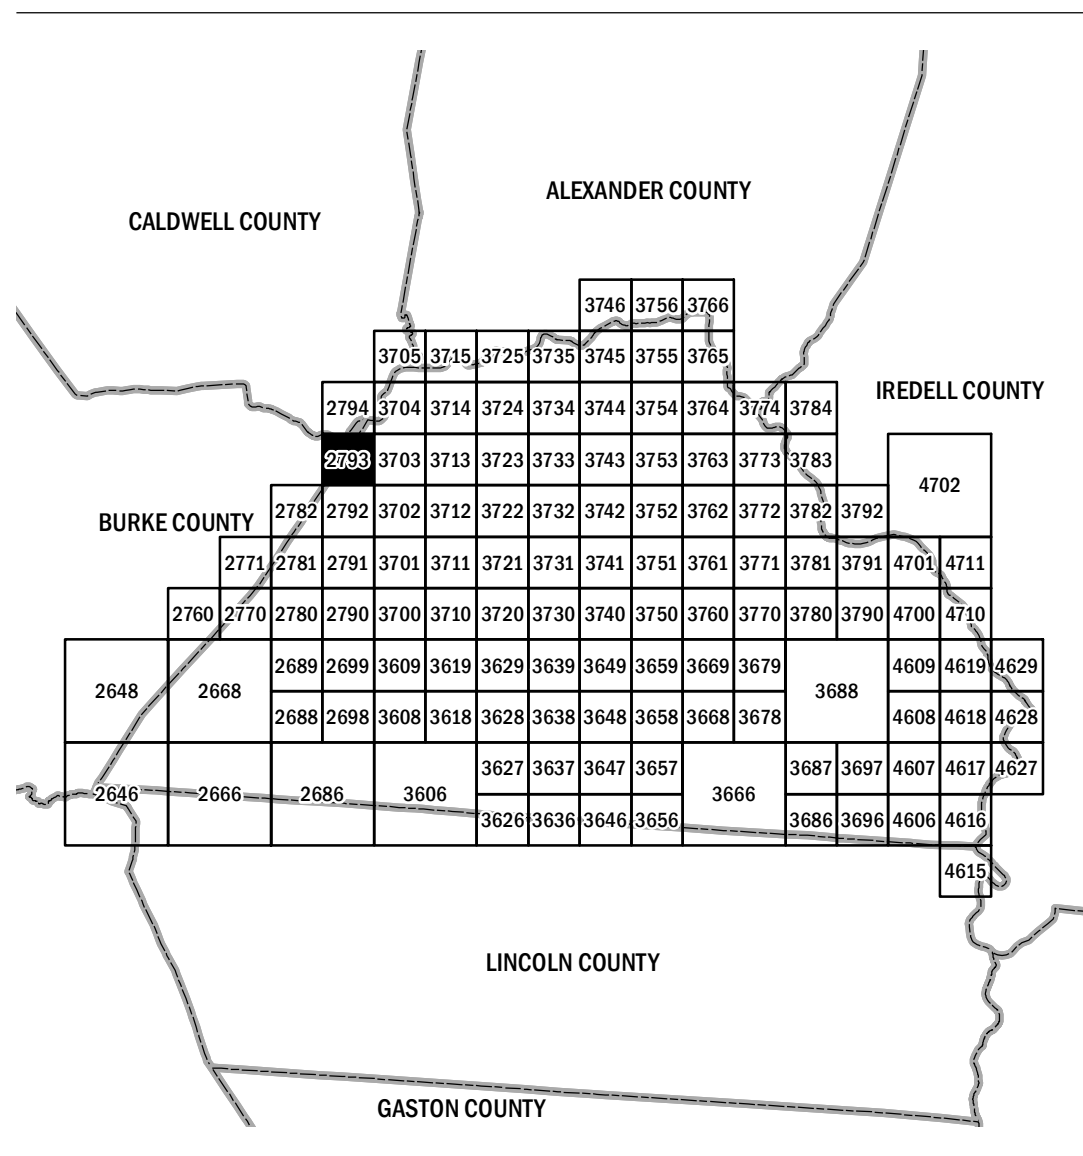 ALEXANDER COUNTY
CALDWELL COUNTY
3746 3756 3766
3705 3715 3725 3735 3745 3755 3765
IREDELL COUNTY
2794 3704 3714 3724 3734 3744 3754 3764 3774 3784
2793 3703 3713 3723 3733 3743 3753 3763 3773 3783
4702
BURKE COUNTY
2782 2792 3702 3712 3722 3732 3742 3752 3762 3772 3782 3792
2771 2781 2791 3701 3711 3721 3731 3741 3751 3761 3771 3781 3791 4701 4711
2760 2770 2780 2790 3700 3710 3720 3730 3740 3750 3760 3770 3780 3790 4700 4710
2689 2699 3609 3619 3629 3639 3649 3659 3669 3679 4609 4619 4629
2648 2668 3688
2688 2698 3608 3618 3628 3638 3648 3658 3668 3678 4608 4618 4628
3627 3637 3647 3657 3687 3697 4607 4617 4627
2646 2666 2686 3606 3666
3626 3636 3646 3656 3686 3696 4606 4616
4615
LINCOLN COUNTY
GASTON COUNTY